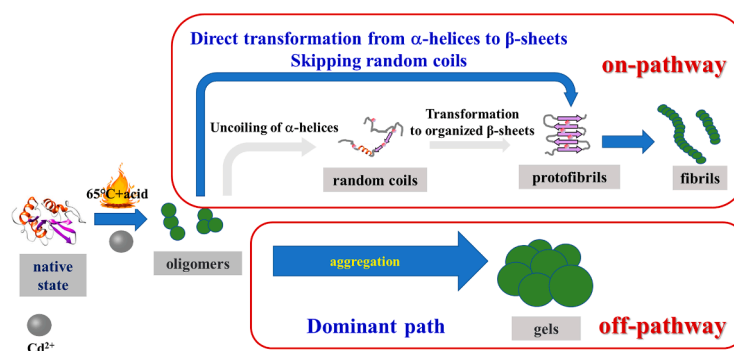 Direct transformation from α-helices to β-sheets
Skipping random coils
on-pathway
Uncoiling of α-helices
Transformation
to organized β-sheets
random coils
protofibrils
fibrils
65℃+acid
native
state
oligomers
Cd²⁺
aggregation
Dominant path
gels
off-pathway